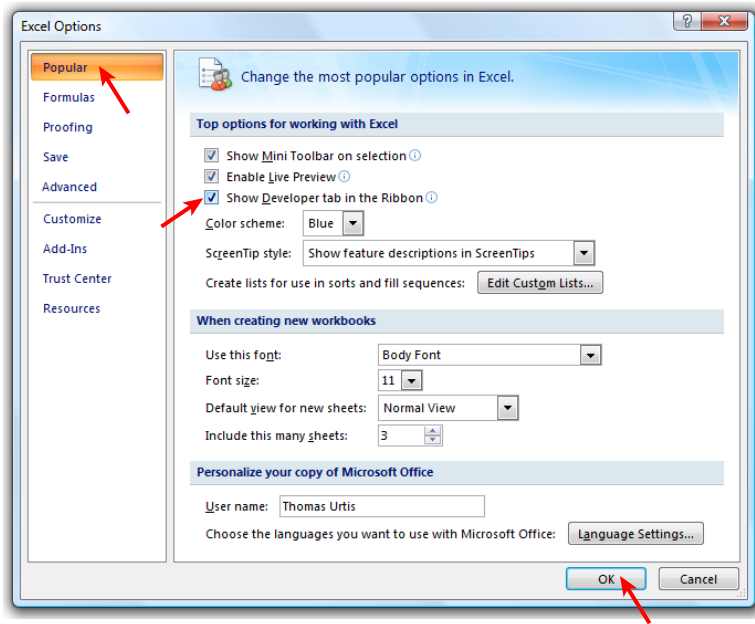 Excel Options
Popular
Formulas
Proofing
Save
Advanced
Customize
Add-Ins
Trust Center
Resources
Change the most popular options in Excel.
Top options for working with Excel
Show Mini Toolbar on selection
Enable Live Preview
Show Developer tab in the Ribbon
Color scheme: Blue
ScreenTip style: Show feature descriptions in ScreenTips
Create lists for use in sorts and fill sequences: Edit Custom Lists...
When creating new workbooks
Use this font: Body Font
Font size: 11
Default view for new sheets: Normal View
Include this many sheets: 3
Personalize your copy of Microsoft Office
User name: Thomas Urtis
Choose the languages you want to use with Microsoft Office: Language Settings...
OK Cancel